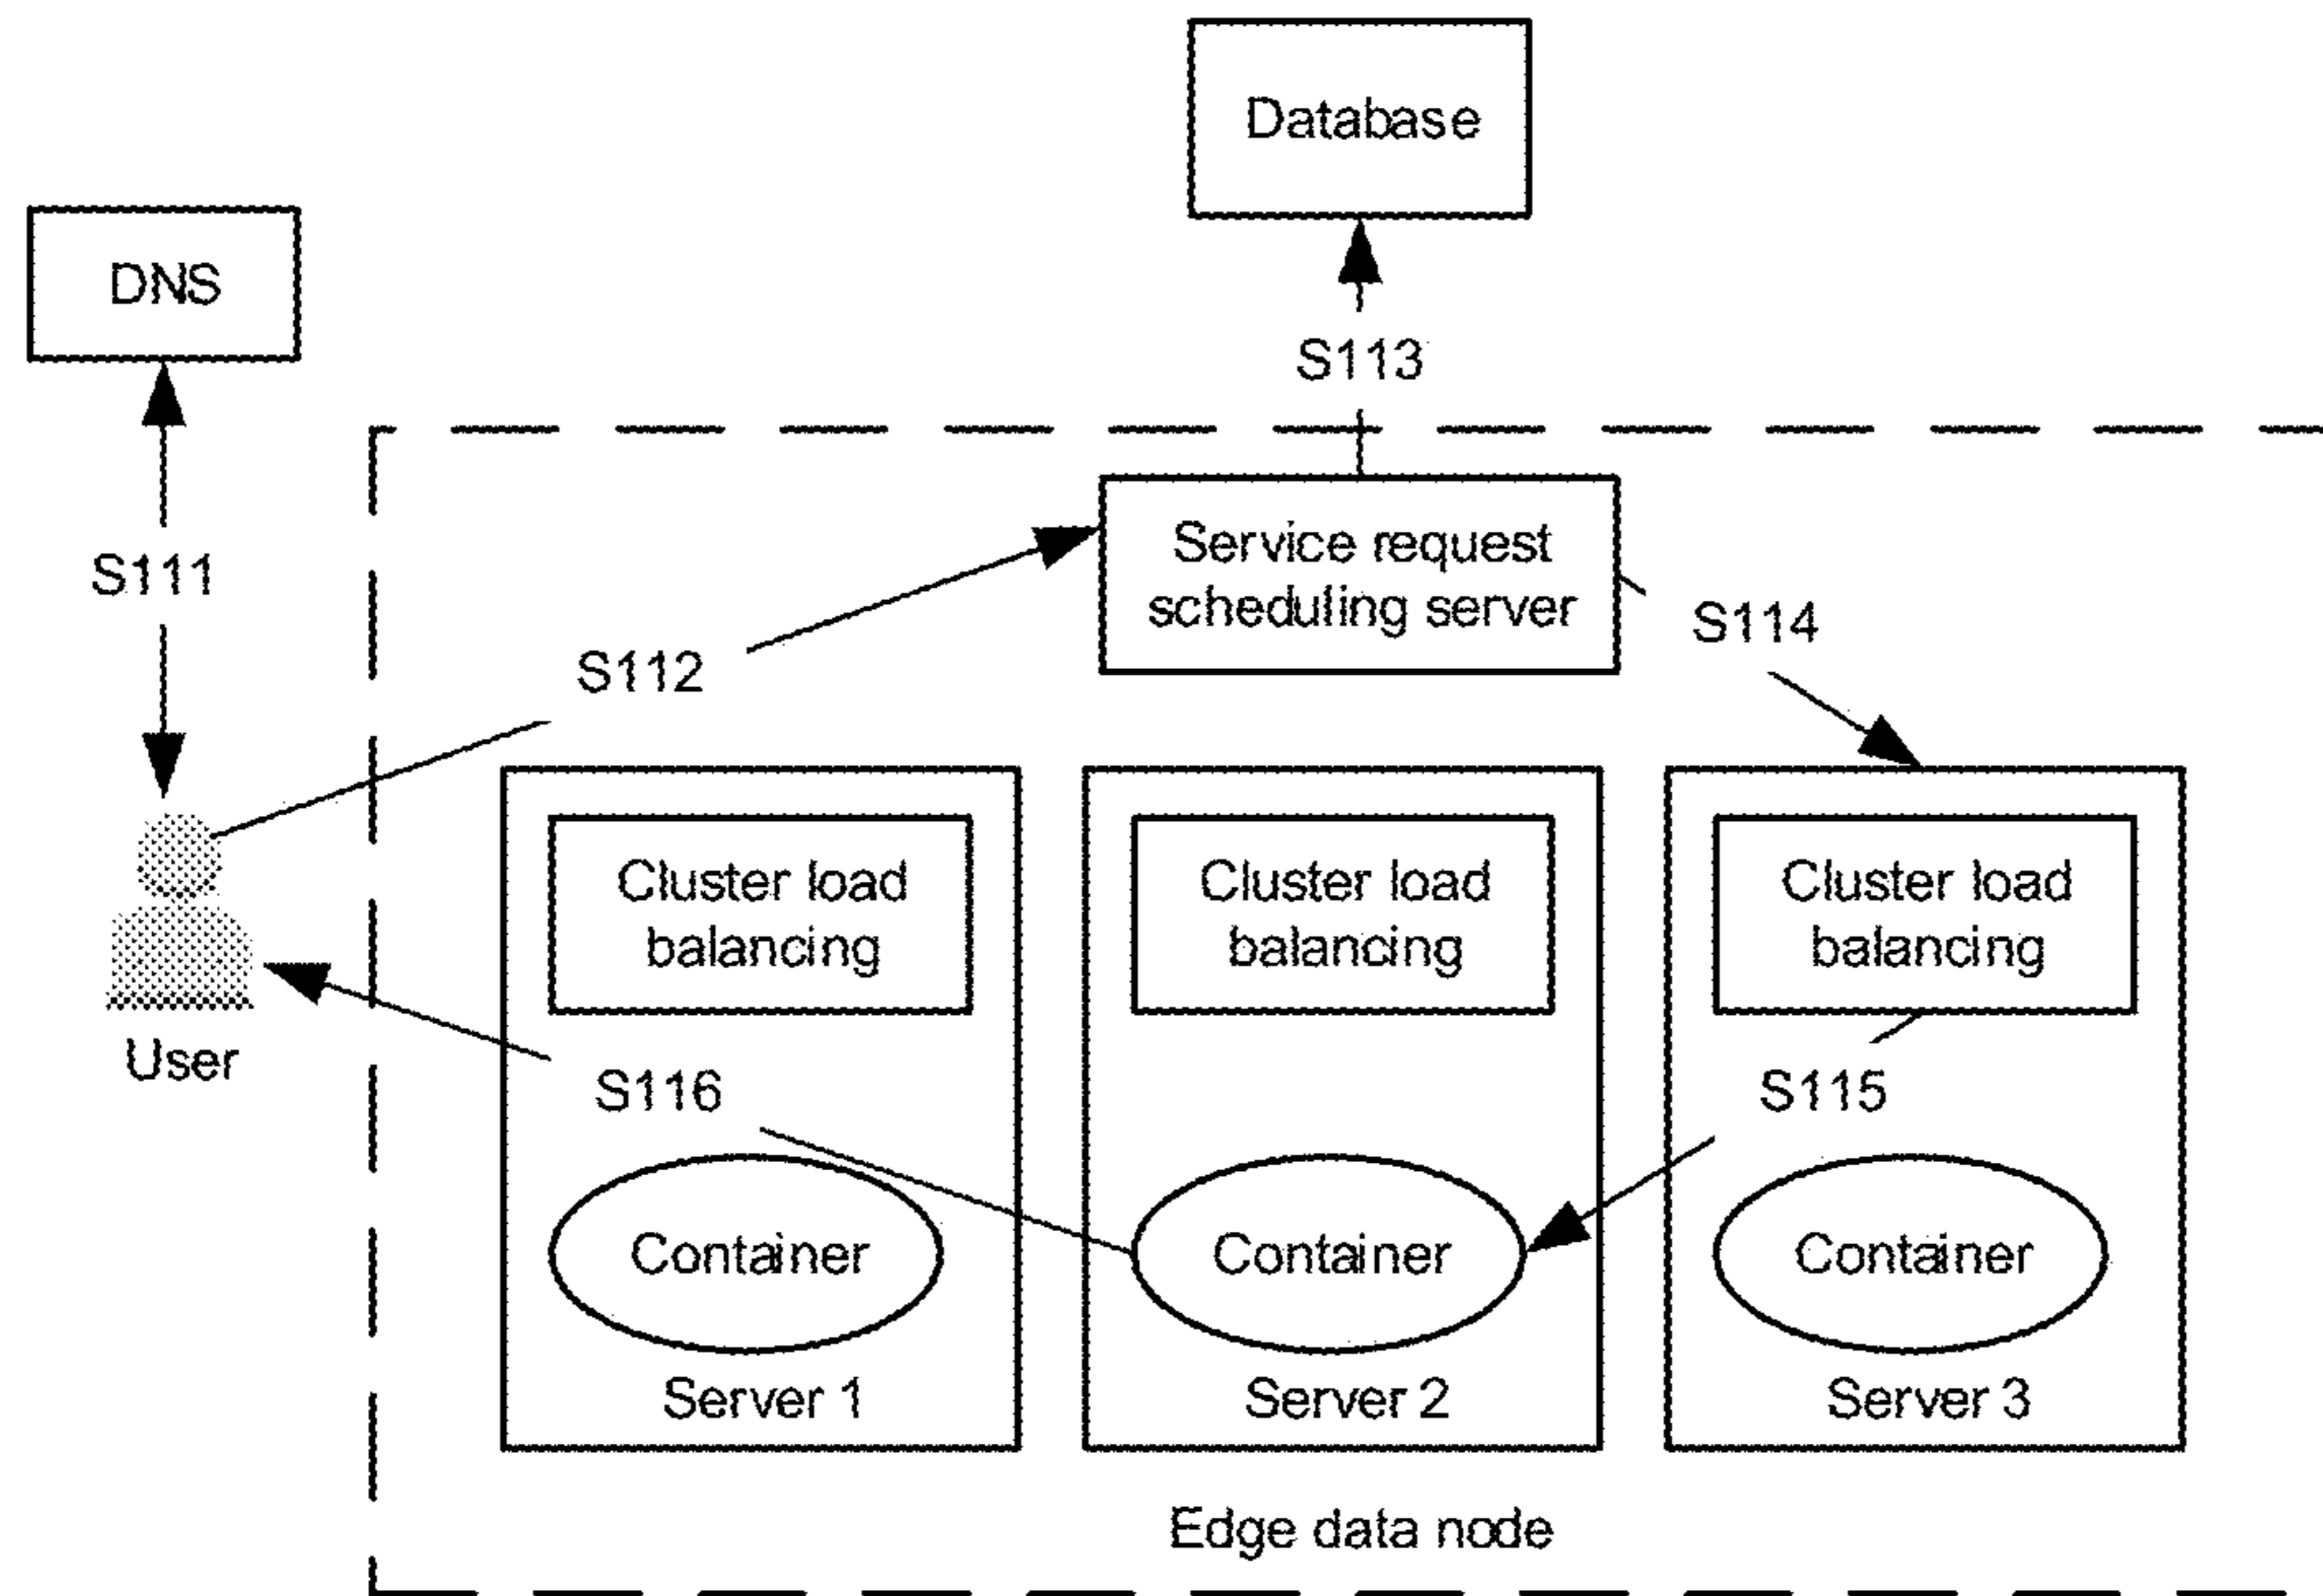 Database
DNS
S113
Service request
scheduling server
S111
S114
S112
Cluster load
balancing
Cluster load
balancing
Cluster load
balancing
User
S116
S115
Container
Container
Container
Server 1
Server 2
Server 3
Edge data node